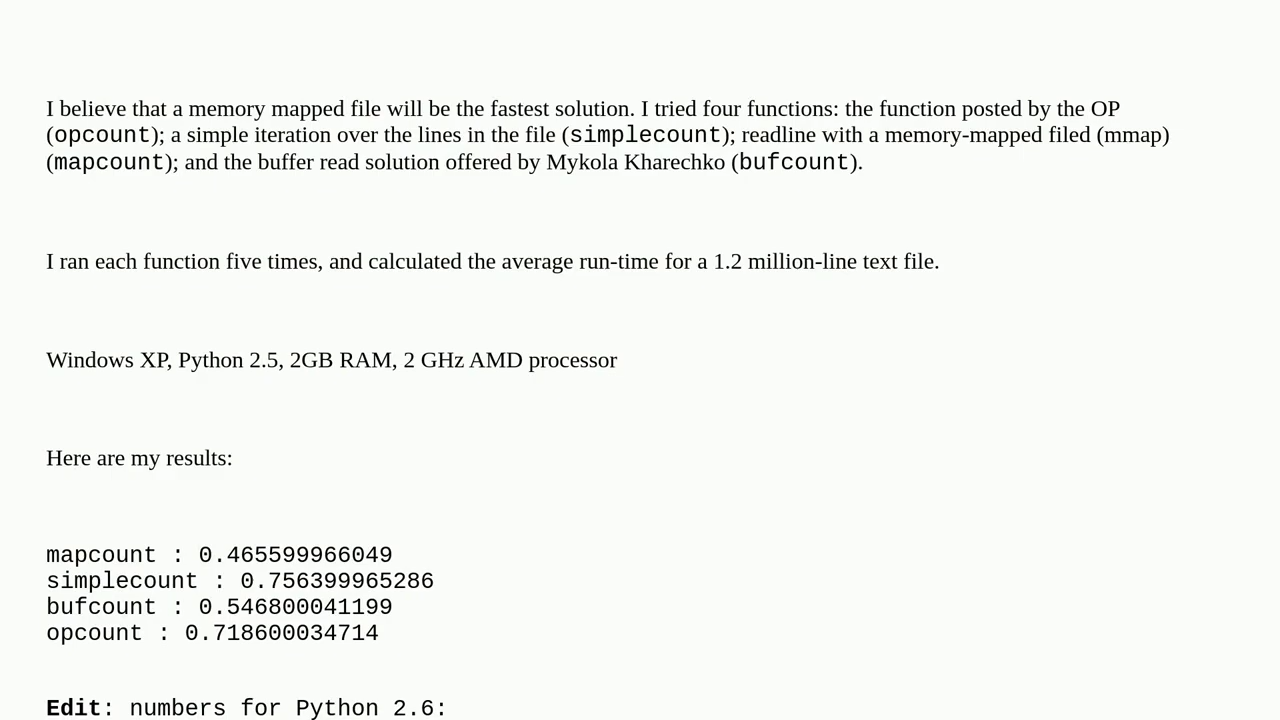 I believe that a memory mapped file will be the fastest solution. I tried four functions: the function posted by the OP
(opcount); a simple iteration over the lines in the file (simplecount); readline with a memory-mapped filed (mmap)
(mapcount); and the buffer read solution offered by Mykola Kharechko (bufcount).
I ran each function five times, and calculated the average run-time for a 1.2 million-line text file.
Windows XP, Python 2.5, 2GB RAM, 2 GHz AMD processor
Here are my results:
mapcount : 0.465599966049
simplecount : 0.756399965286
bufcount : 0.546800041199
opcount : 0.718600034714
Edit: numbers for Python 2.6: